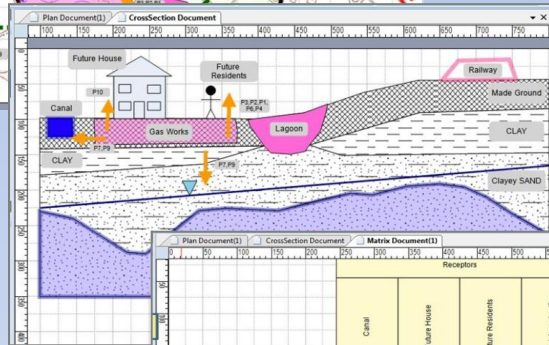 Plan Document(1) CrossSection Document
100 150 200 250 300 350 400 450 500 550 600 650 700 750
Future House
Future
Residents
Railway
P10
P3,P2,P1,
P6,P4
Made Ground
Canal
Gas Works
Lagoon
CLAY
P7,P9
CLAY
P7,P9
Clayey SAND
Plan Document(1) CrossSection Document Matrix Document(1)
0 50 100 150 200 250 300 350 400 450 500
Receptors
Canal
uture House
uture Residents